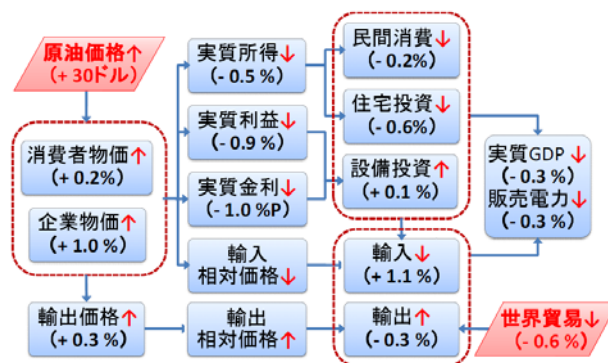 原油価格↑
(+ 30ドル)
消費者物価↑
(+ 0.2%)
企業物価↑
(+ 1.0 %)
輸出価格↑
(+ 0.3 %)
実質所得↓
(- 0.5 %)
実質利益↓
(- 0.9 %)
実質金利↓
(- 1.0 %P)
輸入
相対価格↓
輸出
相対価格↑
民間消費↓
(- 0.2%)
住宅投資↓
(- 0.6%)
設備投資↑
(+ 0.1 %)
輸入↓
(+ 1.1 %)
輸出↑
(- 0.3 %)
実質GDP↓
(- 0.3 %)
販売電力↓
(- 0.3 %)
世界貿易↓
(- 0.6 %)